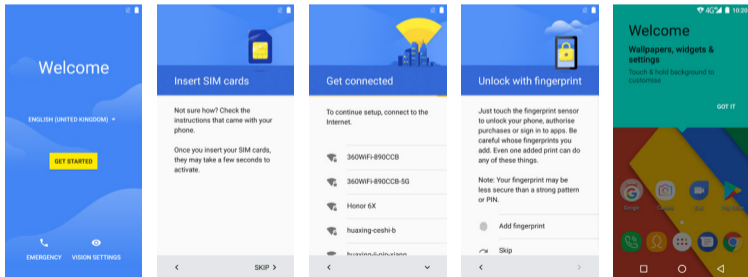 Welcome
ENGLISH (UNITED KINGDOM)
GET STARTED
EMERGENCY
VISION SETTINGS
Insert SIM cards
Not sure how? Check the
instructions that came with your
phone.
Once you insert your SIM cards,
they may take a few seconds to
activate.
SKIP
Get connected
To continue setup, connect to the
Internet.
360WiFi-890CCB
360WiFi-890CCB-5G
Honor 6X
huaxing-ceshi-b
Unlock with fingerprint
Just touch the fingerprint sensor
to unlock your phone, authorise
purchases or sign in to apps. Be
careful whose fingerprints you
add. Even one added print can do
any of these things.
Note: Your fingerprint may be
less secure than a strong pattern
or PIN.
Add fingerprint
Skip
4G 10:20
Welcome
Wallpapers, widgets &
settings
Touch & hold background to
customise
GOT IT
Google